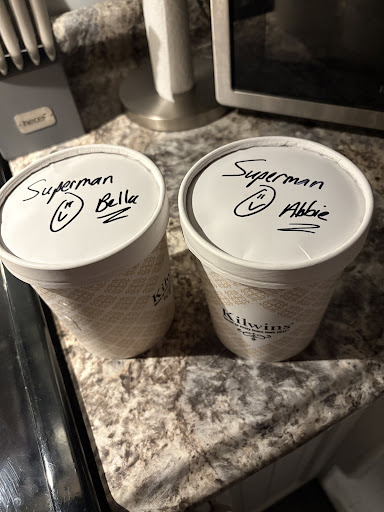 Superman
Bella
Superman
Abbie
Kilwins